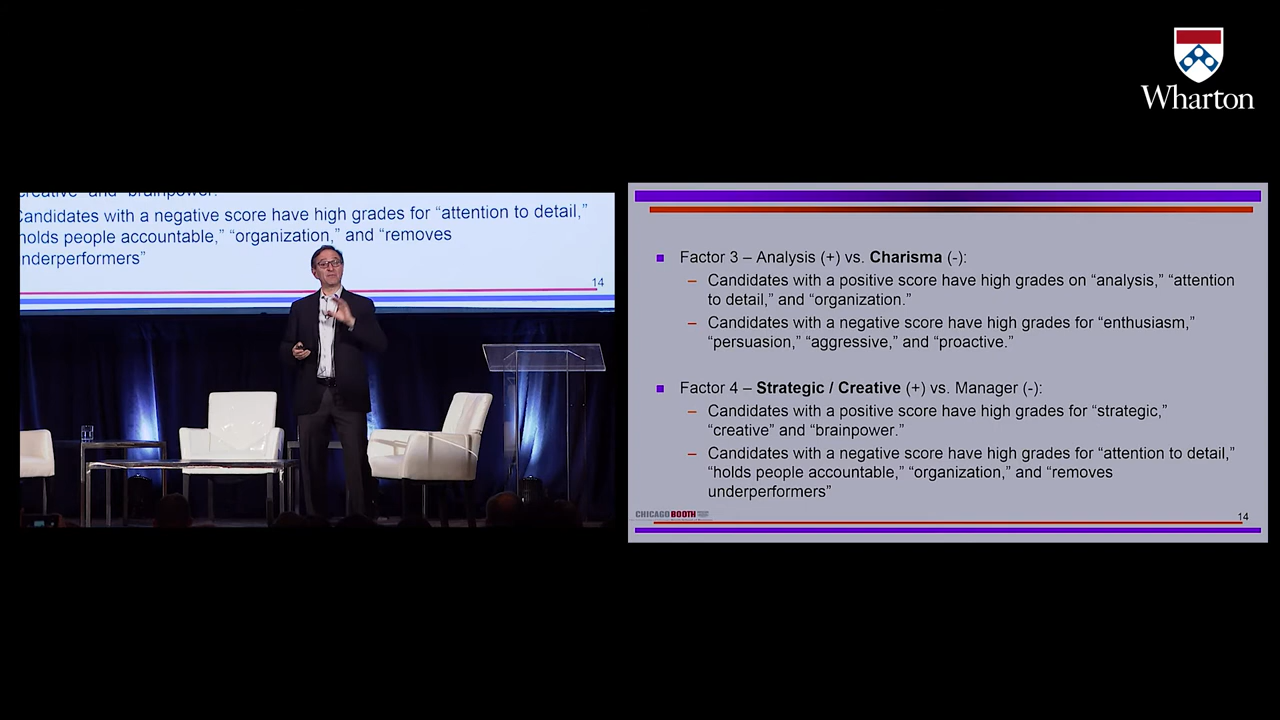 Wharton
creative" and "brainpower."
Candidates with a negative score have high grades for “attention to detail,”
holds people accountable,” “organization,” and “removes
nderperformers”
14
Factor 3 – Analysis (+) vs. Charisma (-):
– Candidates with a positive score have high grades on “analysis,” “attention
to detail,” and “organization.”
– Candidates with a negative score have high grades for “enthusiasm,”
“persuasion,” “aggressive,” and “proactive.”
Factor 4 – Strategic / Creative (+) vs. Manager (-):
– Candidates with a positive score have high grades for “strategic,”
“creative” and “brainpower.”
– Candidates with a negative score have high grades for “attention to detail,”
“holds people accountable,” “organization,” and “removes
underperformers”
CHICAGO BOOTH
14